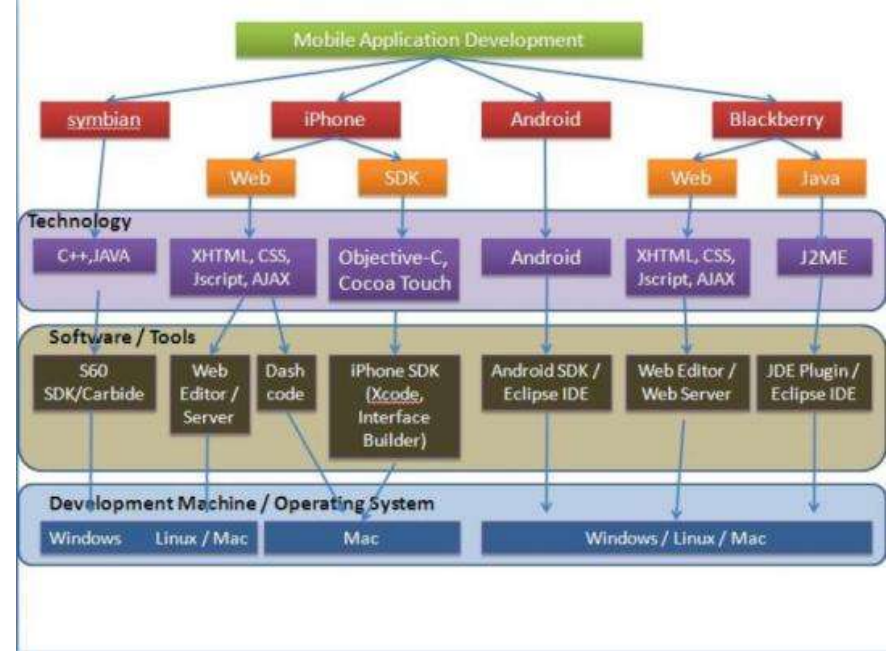 Mobile Application Development
symbian
iPhone
Android
Blackberry
Web
SDK
Web
Java
Technology
C++,JAVA
XHTML, CSS,
Jscript, AJAX
Objective-C,
Cocoa Touch
Android
XHTML, CSS,
Jscript, AJAX
J2ME
Software / Tools
S60
SDK/Carbide
Web
Editor /
Server
Dash
code
iPhone SDK
(Xcode,
Interface
Builder)
Android SDK /
Eclipse IDE
Web Editor /
Web Server
JDE Plugin /
Eclipse IDE
Development Machine / Operating System
Windows
Linux / Mac
Mac
Windows / Linux / Mac